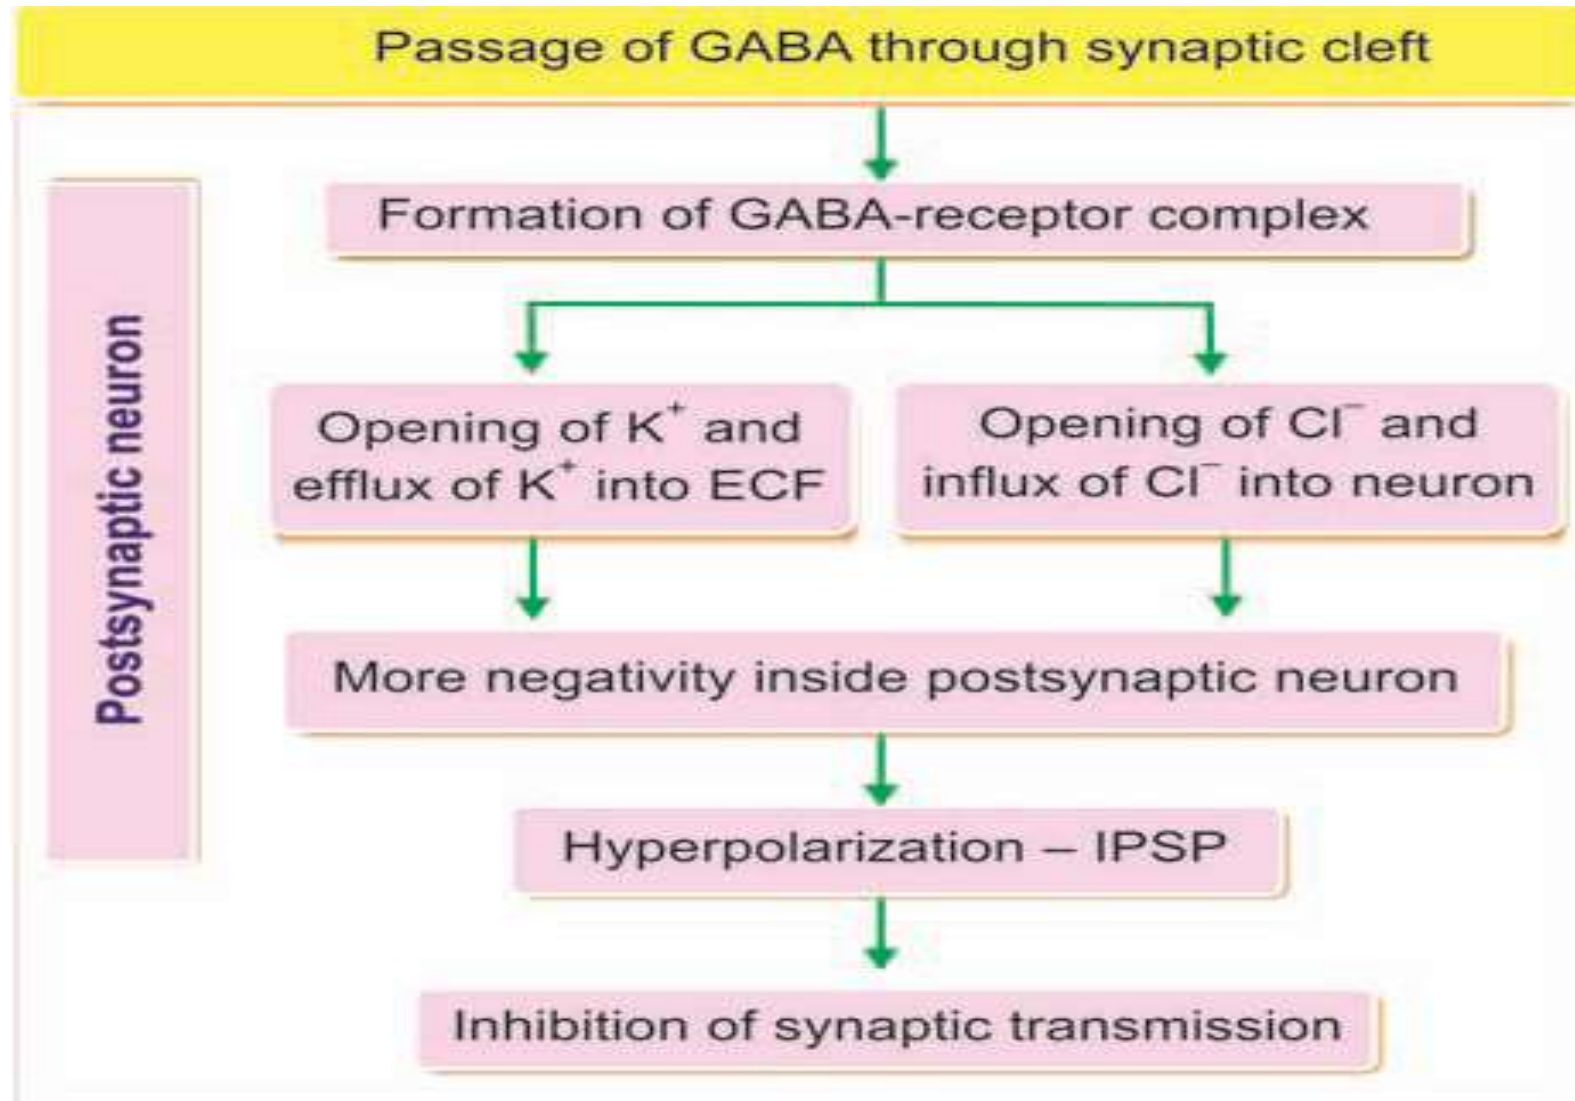 Passage of GABA through synaptic cleft
Postsynaptic neuron
Formation of GABA-receptor complex
Opening of K⁺ and
efflux of K⁺ into ECF
Opening of Cl⁻ and
influx of Cl⁻ into neuron
More negativity inside postsynaptic neuron
Hyperpolarization – IPSP
Inhibition of synaptic transmission